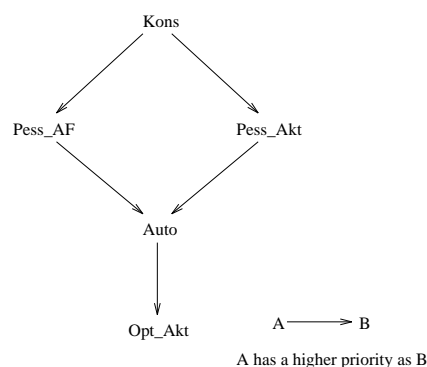 Kons
Pess_AF
Pess_Akt
Auto
Opt_Akt
A
B
A has a higher priority as B